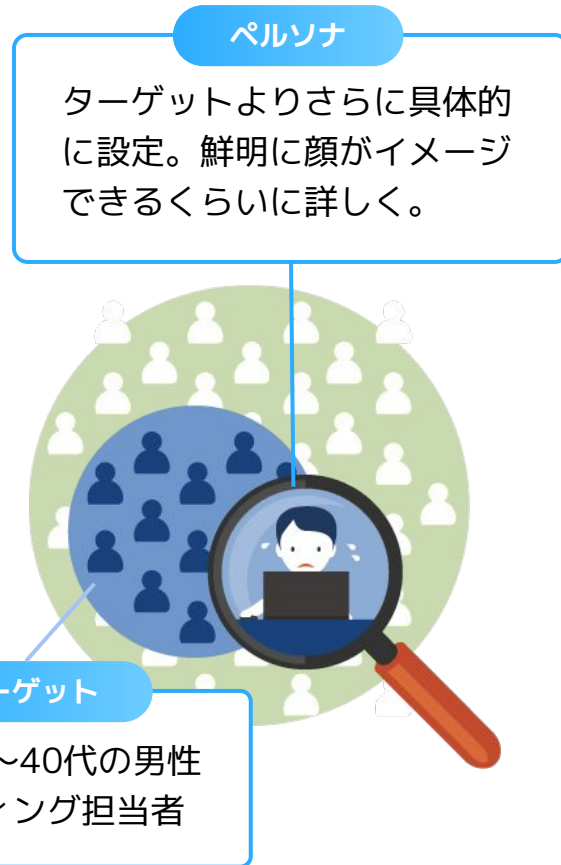 ペルソナ
ターゲットよりさらに具体的
に設定。鮮明に顔がイメージ
できるくらいに詳しく。
ーゲット
～40代の男性
ィング担当者